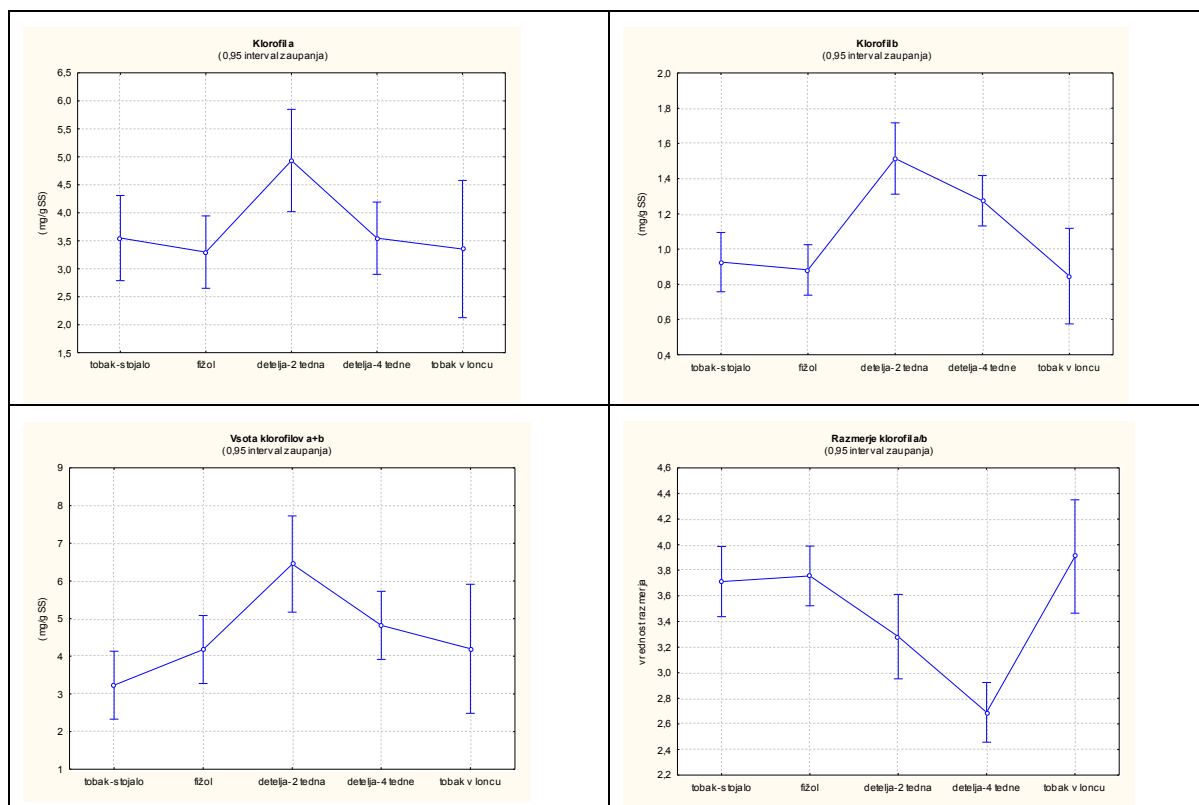 Klorofil a
(0,95 interval zaupanja)
6,5
6,0
5,5
5,0
4,5
4,0
3,5
3,0
2,5
2,0
1,5
(mg/g SS)
tobak-stojalo fižol detelja-2 tedna detelja-4 tedne tobak v loncu
Klorofil b
(0,95 interval zaupanja)
2,0
1,8
1,6
1,4
1,2
1,0
0,8
0,6
0,4
(mg/g SS)
tobak-stojalo fižol detelja-2 tedna detelja-4 tedne tobak v loncu
Vsota klorofilov a+b
(0,95 interval zaupanja)
9
8
7
6
5
4
3
2
1
(mg/g SS)
tobak-stojalo fižol detelja-2 tedna detelja-4 tedne tobak v loncu
Razmerje klorofil a/b
(0,95 interval zaupanja)
4,6
4,4
4,2
4,0
3,8
3,6
3,4
3,2
3,0
2,8
2,6
2,4
2,2
vrednost razmerja
tobak-stojalo fižol detelja-2 tedna detelja-4 tedne tobak v loncu